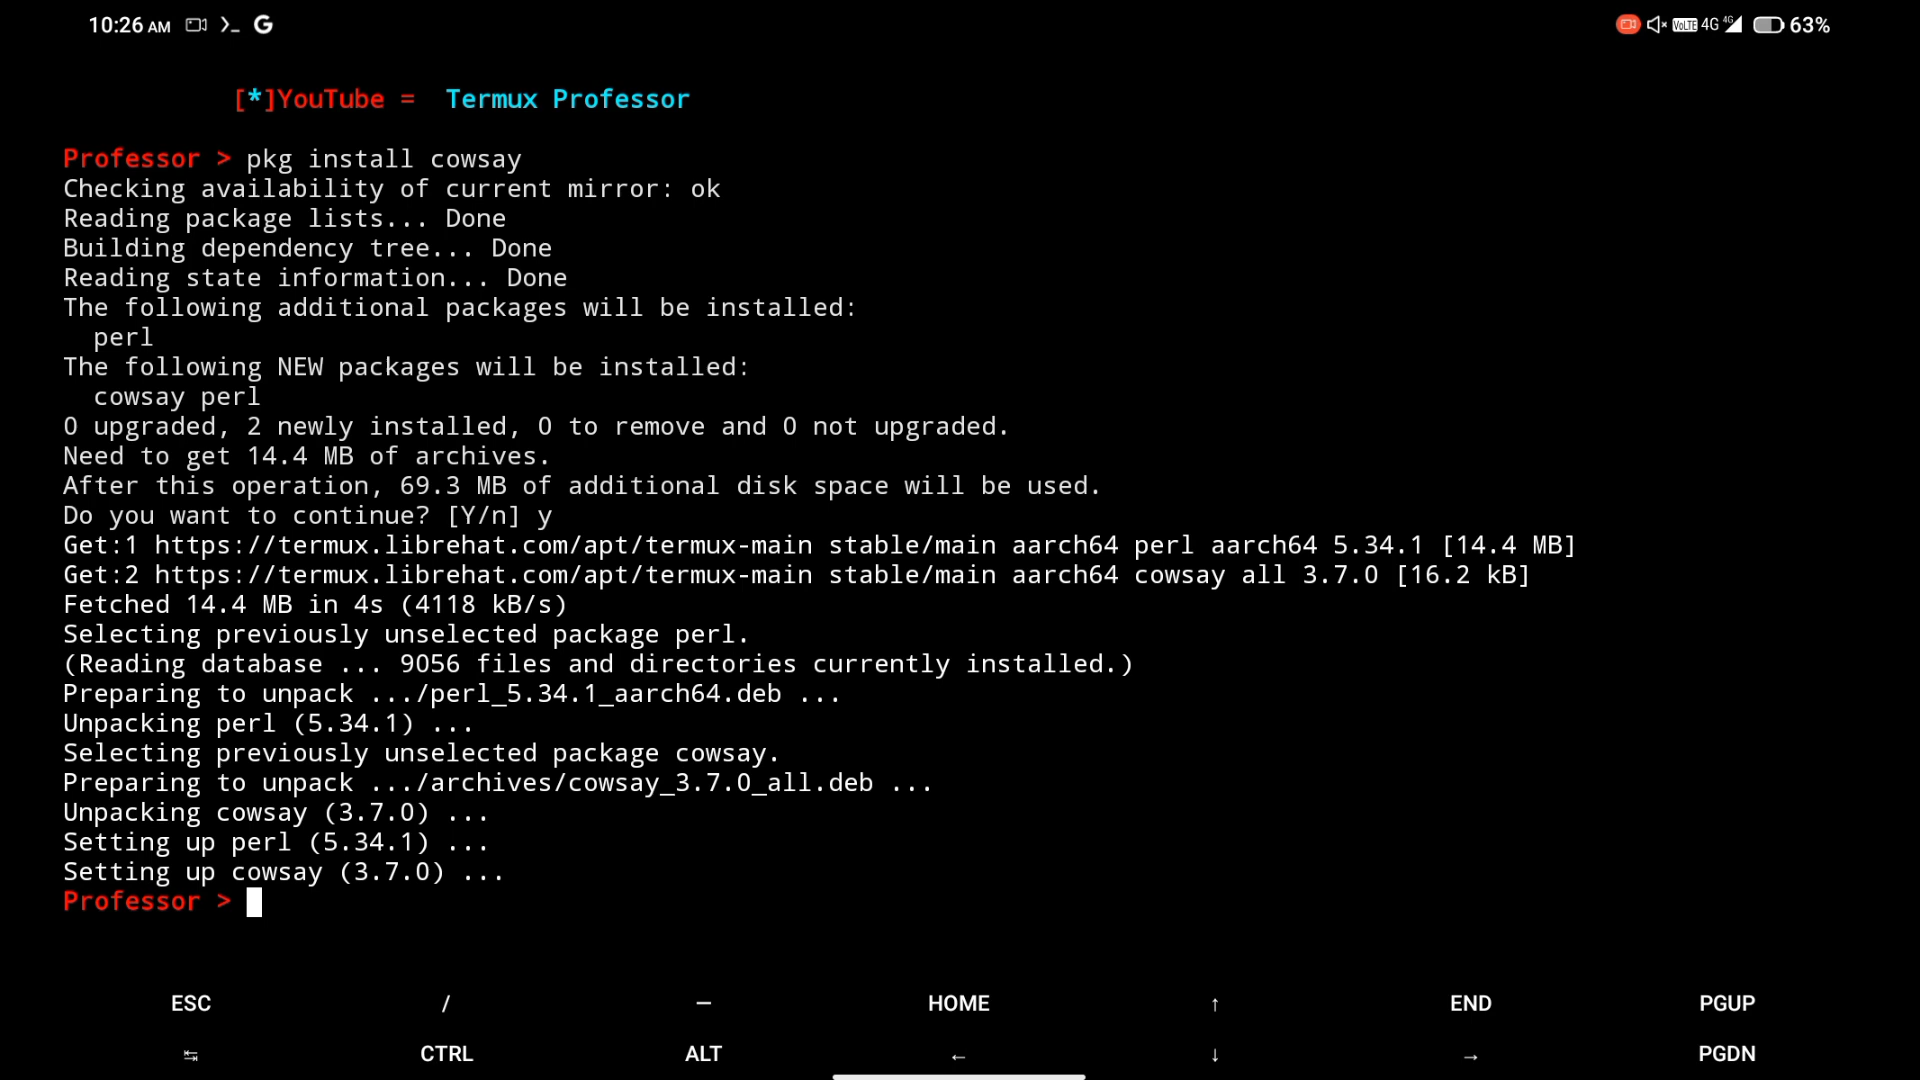 10:26 AM G VoLTE 4G 4G 63%
[*]YouTube = Termux Professor
Professor > pkg install cowsay
Checking availability of current mirror: ok
Reading package lists... Done
Building dependency tree... Done
Reading state information... Done
The following additional packages will be installed:
  perl
The following NEW packages will be installed:
  cowsay perl
0 upgraded, 2 newly installed, 0 to remove and 0 not upgraded.
Need to get 14.4 MB of archives.
After this operation, 69.3 MB of additional disk space will be used.
Do you want to continue? [Y/n] y
Get:1 https://termux.librehat.com/apt/termux-main stable/main aarch64 perl aarch64 5.34.1 [14.4 MB]
Get:2 https://termux.librehat.com/apt/termux-main stable/main aarch64 cowsay all 3.7.0 [16.2 kB]
Fetched 14.4 MB in 4s (4118 kB/s)
Selecting previously unselected package perl.
(Reading database ... 9056 files and directories currently installed.)
Preparing to unpack .../perl_5.34.1_aarch64.deb ...
Unpacking perl (5.34.1) ...
Selecting previously unselected package cowsay.
Preparing to unpack .../archives/cowsay_3.7.0_all.deb ...
Unpacking cowsay (3.7.0) ...
Setting up perl (5.34.1) ...
Setting up cowsay (3.7.0) ...
Professor >
ESC / — HOME ↑ END PGUP
↹ CTRL ALT ← ↓ → PGDN